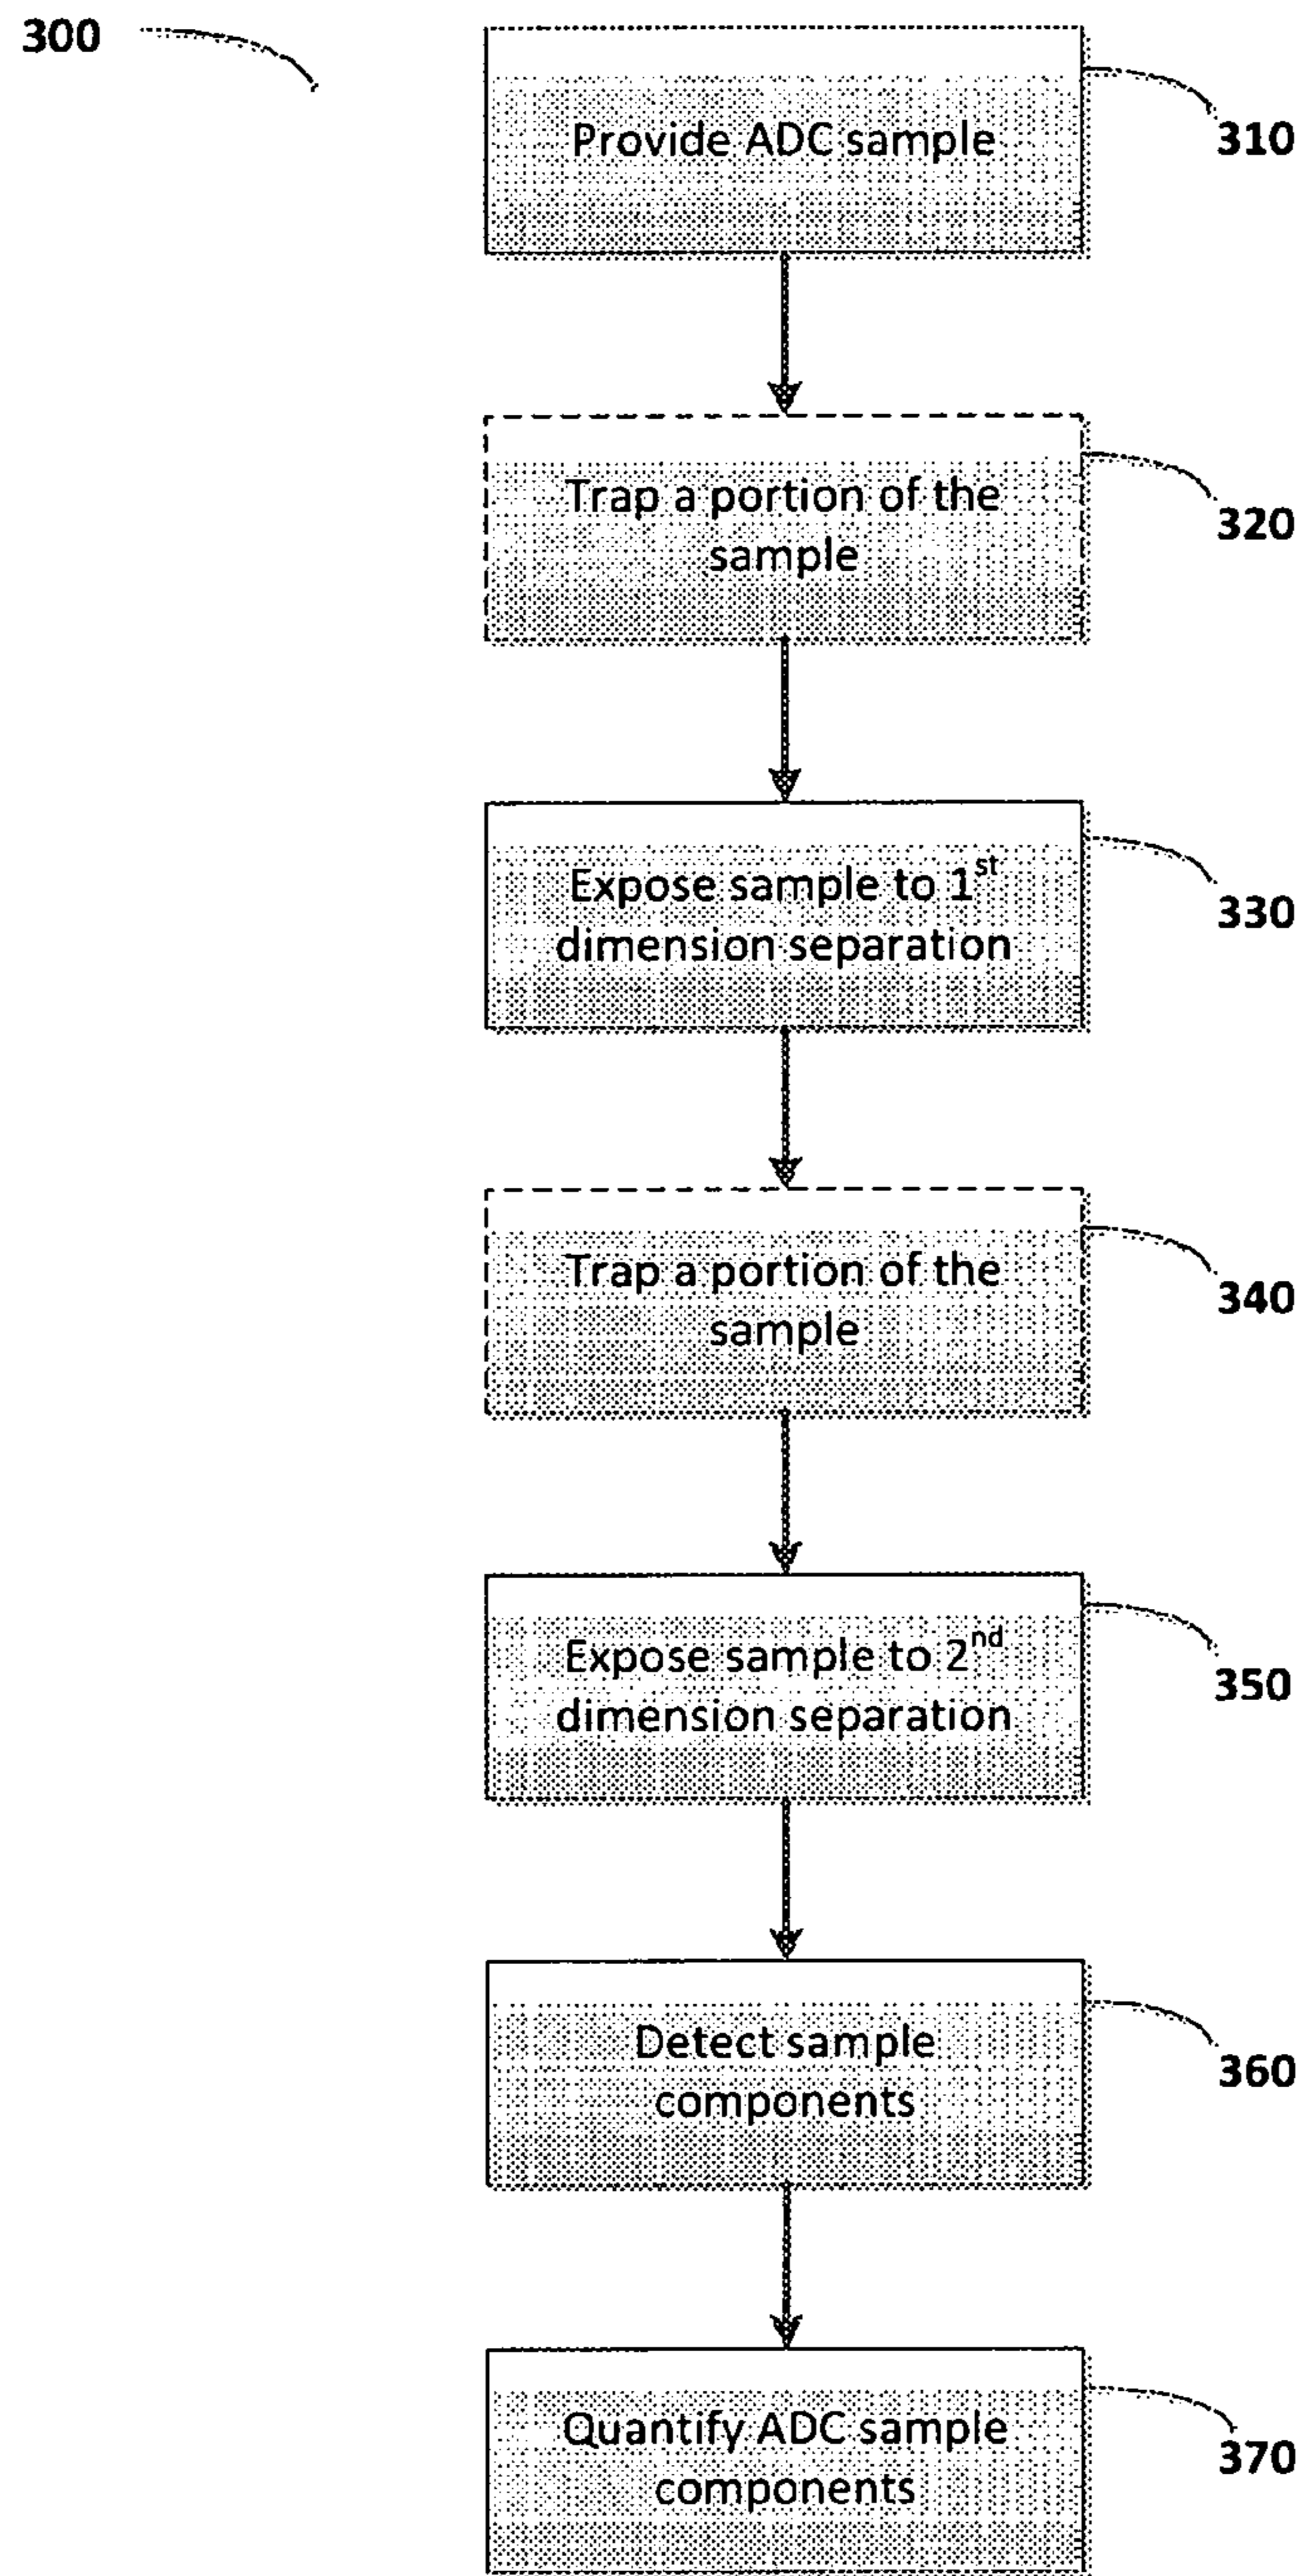 300
Provide ADC sample
310
Trap a portion of the
sample
320
Expose sample to 1st
dimension separation
330
Trap a portion of the
sample
340
Expose sample to 2nd
dimension separation
350
Detect sample
components
360
Quantify ADC sample
components
370